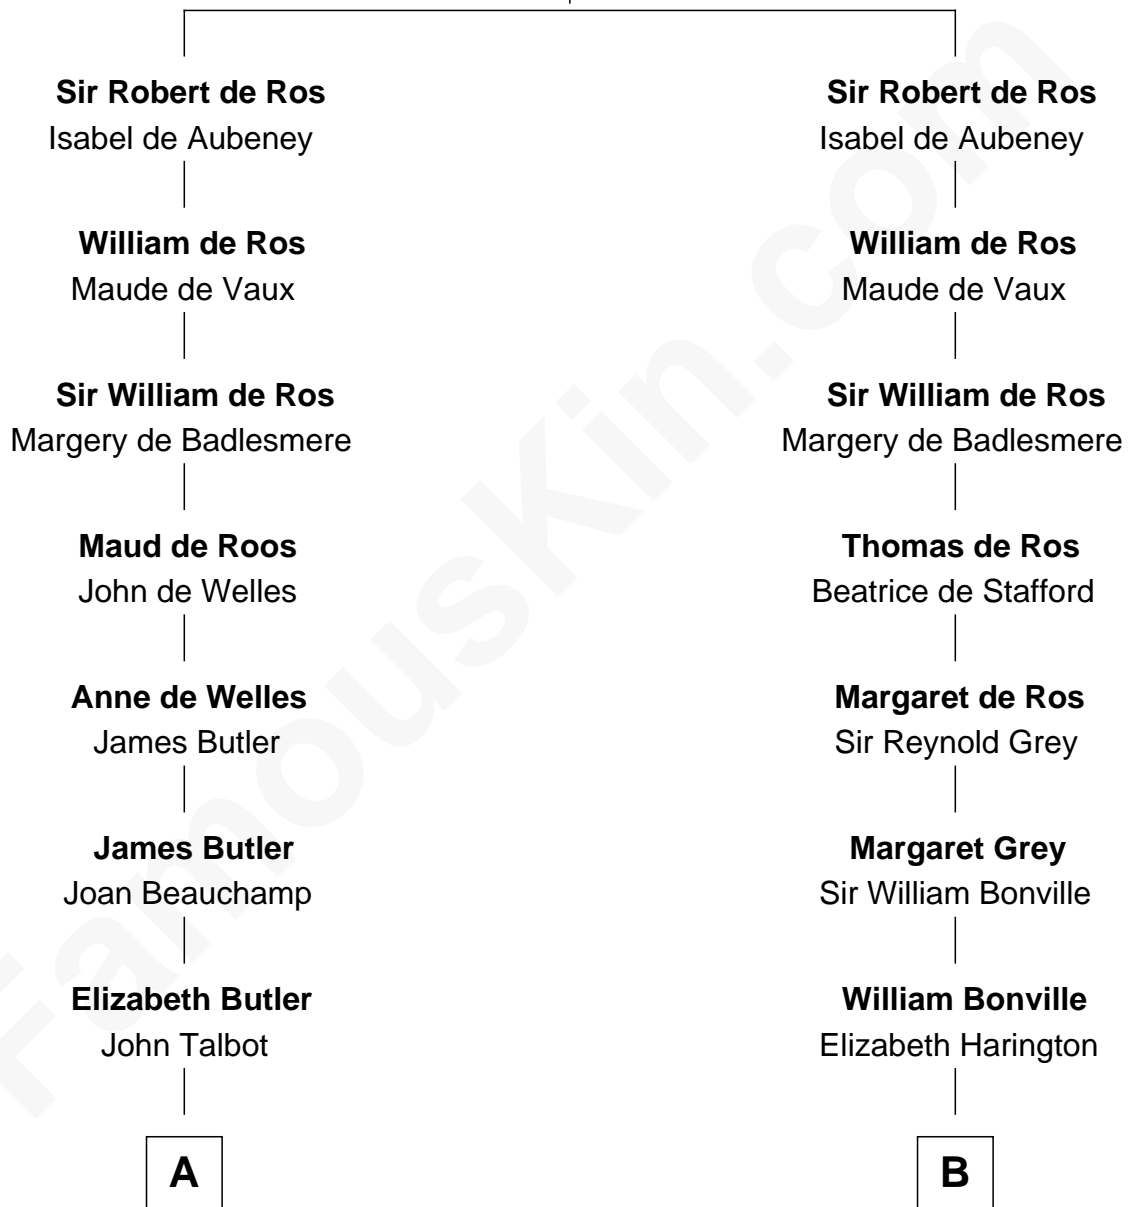 Sir Robert de Ros
Isabel de Aubeney
William de Ros
Maude de Vaux
Sir William de Ros
Margery de Badlesmere
Maud de Roos
John de Welles
Anne de Welles
James Butler
James Butler
Joan Beauchamp
Elizabeth Butler
John Talbot
A
Sir Robert de Ros
Isabel de Aubeney
William de Ros
Maude de Vaux
Sir William de Ros
Margery de Badlesmere
Thomas de Ros
Beatrice de Stafford
Margaret de Ros
Sir Reynold Grey
Margaret Grey
Sir William Bonville
William Bonville
Elizabeth Harington
B
FamousKin.com